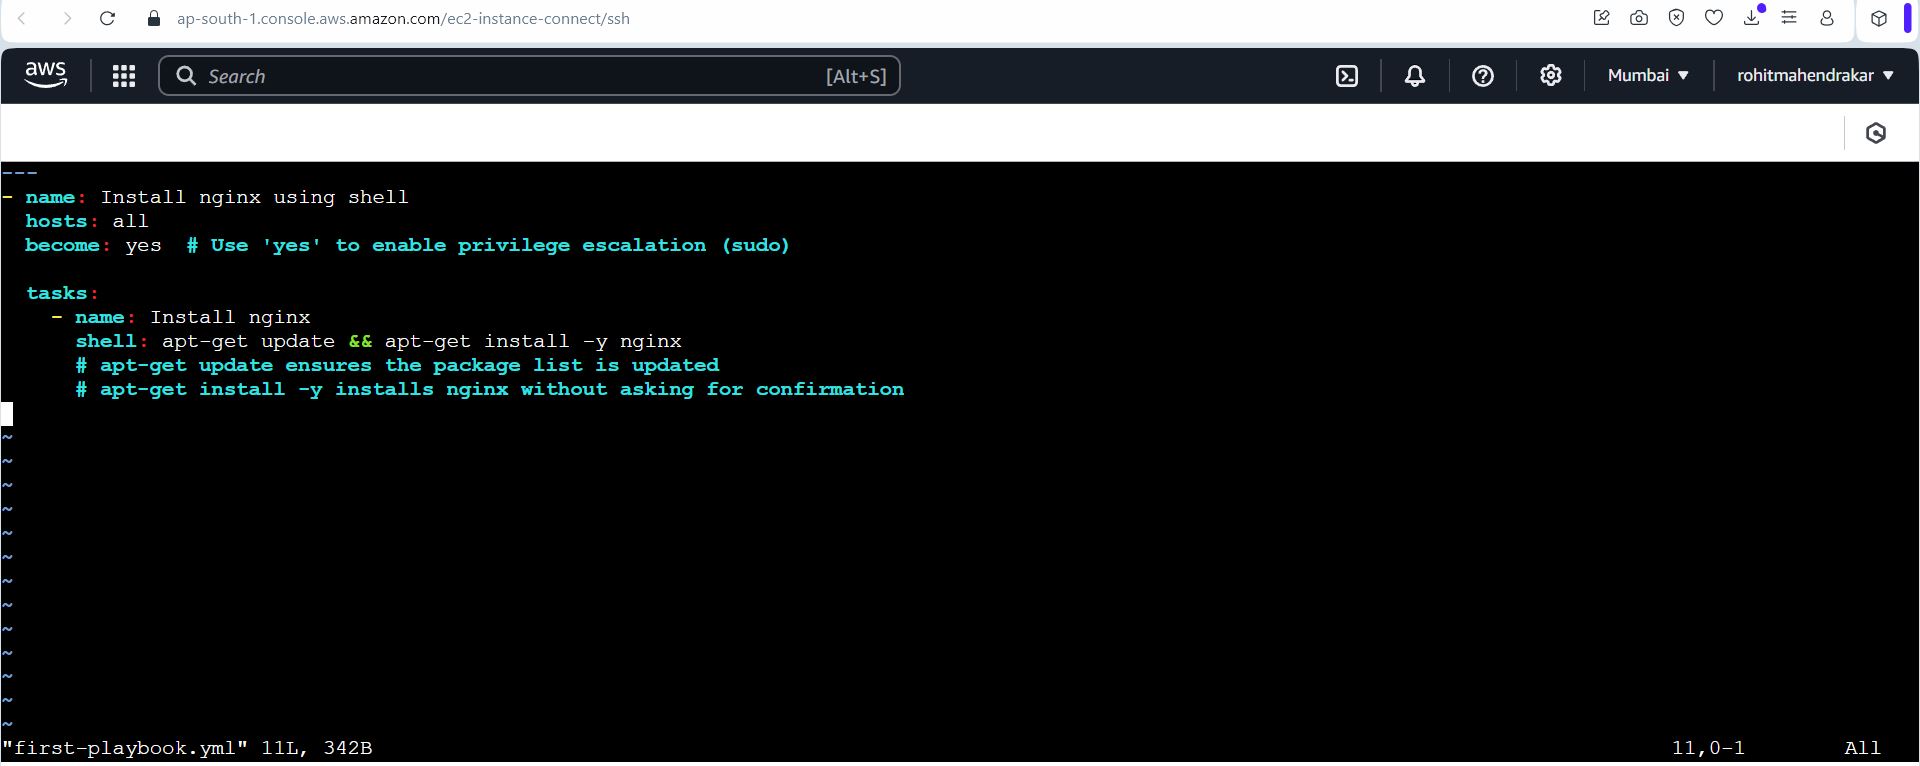 ap-south-1.console.aws.amazon.com/ec2-instance-connect/ssh
aws
Search
[Alt+S]
Mumbai
rohitmahendrakar
---
- name: Install nginx using shell
  hosts: all
  become: yes  # Use 'yes' to enable privilege escalation (sudo)
  tasks:
    - name: Install nginx
      shell: apt-get update && apt-get install -y nginx
      # apt-get update ensures the package list is updated
      # apt-get install -y installs nginx without asking for confirmation
~
~
~
~
~
~
~
~
~
~
~
~
~
"first-playbook.yml" 11L, 342B
11,0-1
All